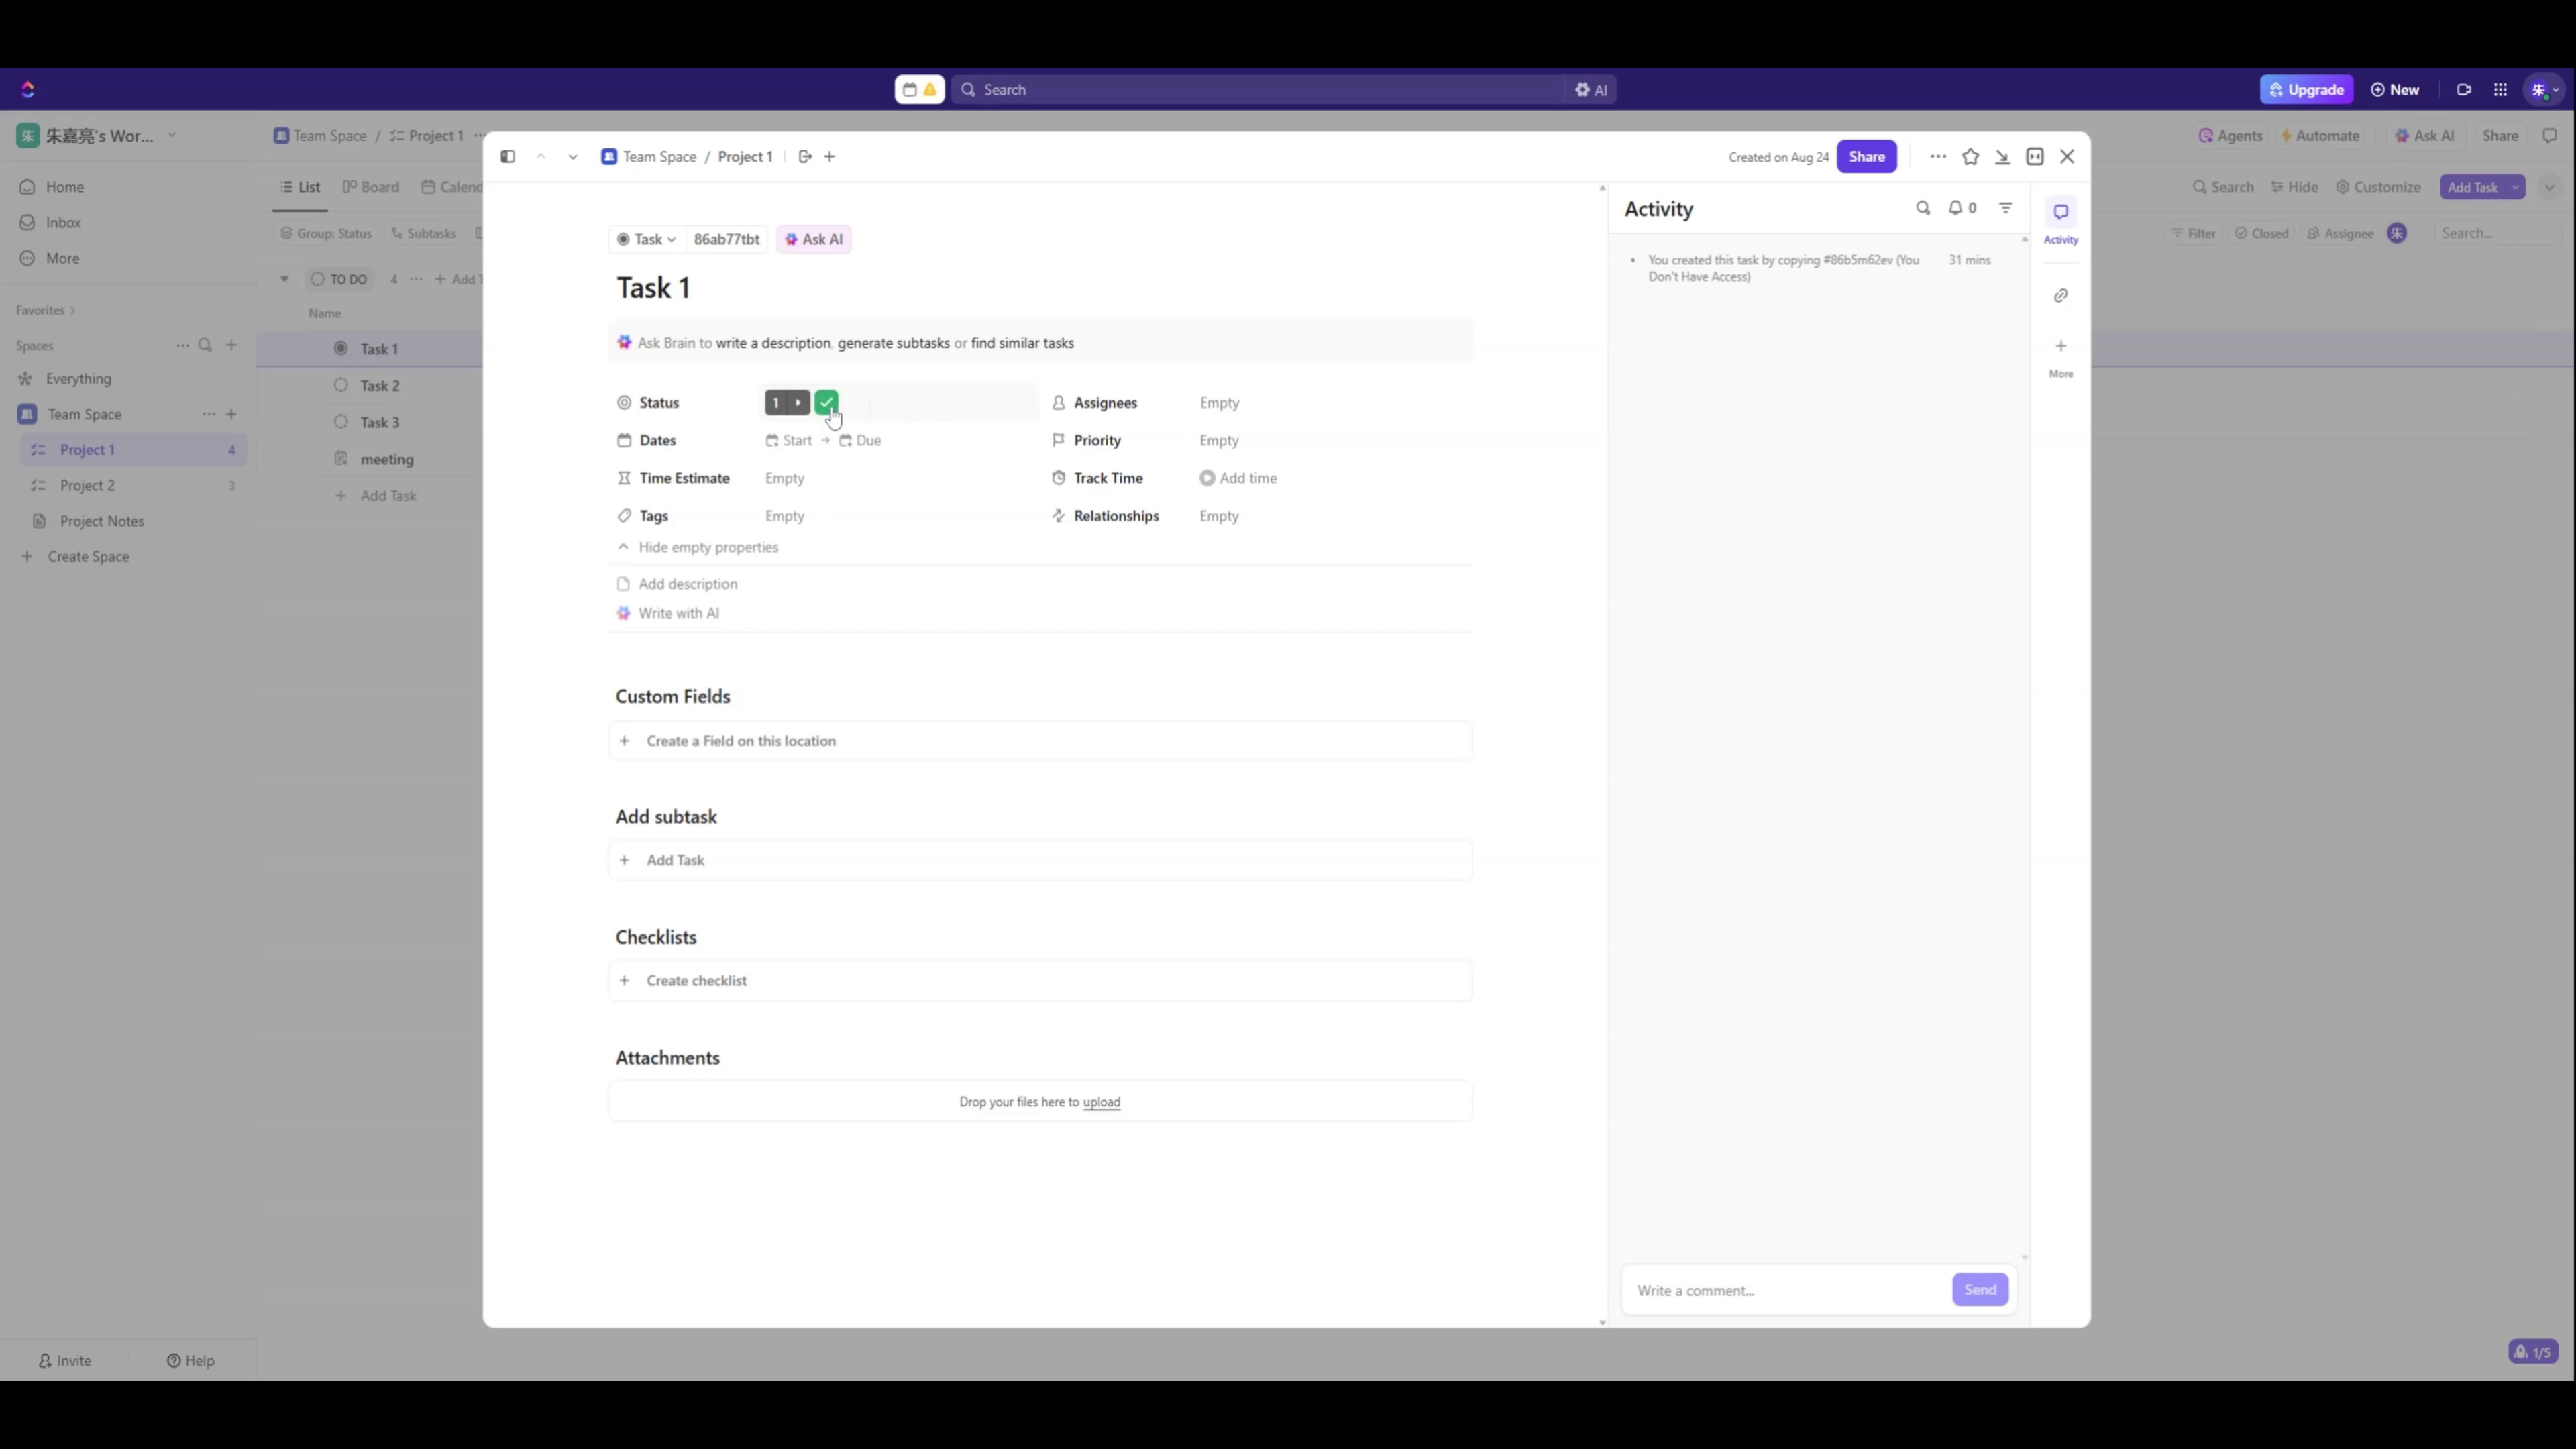 Search
AI
Upgrade
New
朱
朱 朱嘉亮's Wor...
Home
Inbox
More
Favorites
Spaces
Everything
Team Space
Project 1 4
Project 2 3
Project Notes
Create Space
Invite
Help
Team Space / Project 1 ...
List
Board
Calend
Group: Status
Subtasks
TO DO 4 ... + Add T
Name
Task 1
Task 2
Task 3
meeting
+ Add Task
Agents
Automate
Ask AI
Share
Search
Hide
Customize
Add Task
Filter
Closed
Assignee
朱
Search...
Team Space / Project 1
Created on Aug 24
Share
Task
86ab77tbt
Ask AI
Task 1
Ask Brain to write a description, generate subtasks or find similar tasks
Status 1
Assignees Empty
Dates Start → Due
Priority Empty
Time Estimate Empty
Track Time Add time
Tags Empty
Relationships Empty
Hide empty properties
Add description
Write with AI
Custom Fields
+ Create a Field on this location
Add subtask
+ Add Task
Checklists
+ Create checklist
Attachments
Drop your files here to upload
Activity
0
You created this task by copying #86b5m62ev (You
Don't Have Access)
31 mins
Write a comment...
Send
Activity
More
1/5